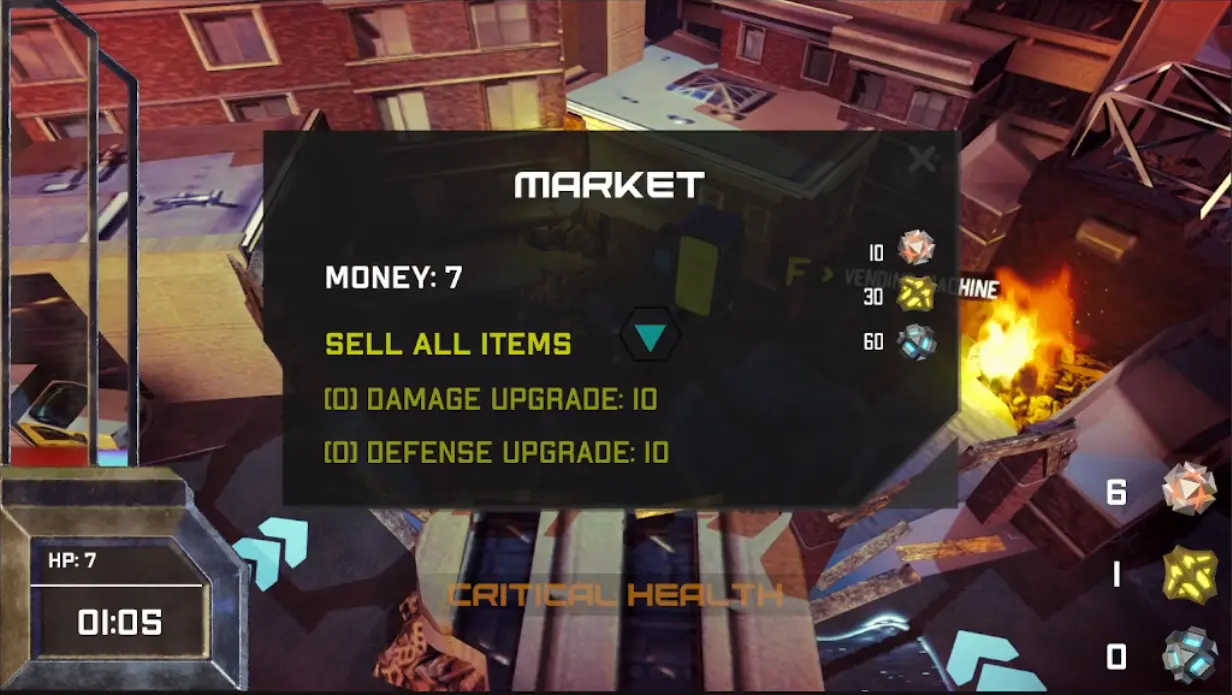 MARKET
MONEY: 7
10
F > VENDING MACHINE
30
SELL ALL ITEMS
60
(0) DAMAGE UPGRADE: 10
(0) DEFENSE UPGRADE: 10
6
HP: 7
1
CRITICAL HEALTH
01:05
0